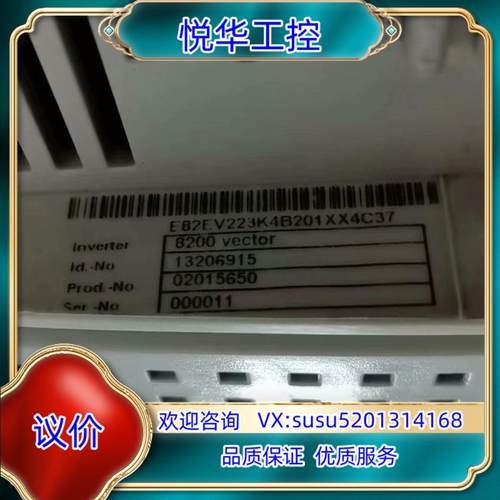 悦华工控
E82EV223K4B201XX4C37
Inverter 8200 vector
Id.-No 13206915
Prod.-No 02015650
Ser.-No 000011
议价
欢迎咨询 VX:susu5201314168
品质保证 优质服务